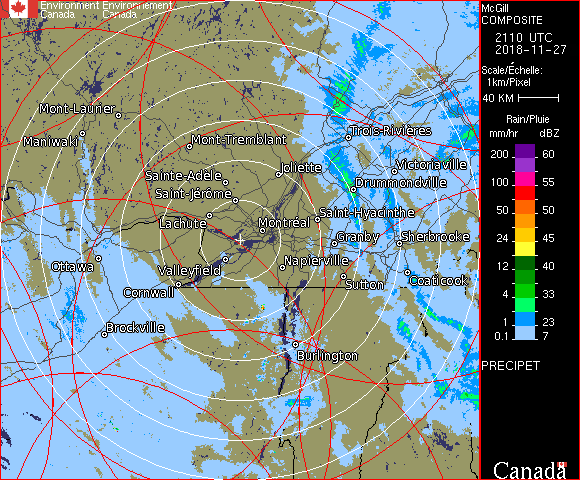 Environment Environnement
Canada Canada
McGill
COMPOSITE
2110 UTC
2018-11-27
Scale/Échelle:
1km/Pixel
40 KM
Rain/Pluie
mm/hr dBZ
200 60
100 55
50 50
24 45
12 40
4 30
1 23
0.1 7
PRECIPET
Canada
Mont-Laurier
Maniwaki
Mont-Tremblant
Trois-Rivières
Sainte-Adèle
Joliette
Victoriaville
Saint-Jérôme
Drummondville
Lachute
Montréal
Saint-Hyacinthe
Granby
Sherbrooke
Ottawa
Valleyfield
Napierville
Sutton
Coaticook
Cornwall
Brockville
Burlington